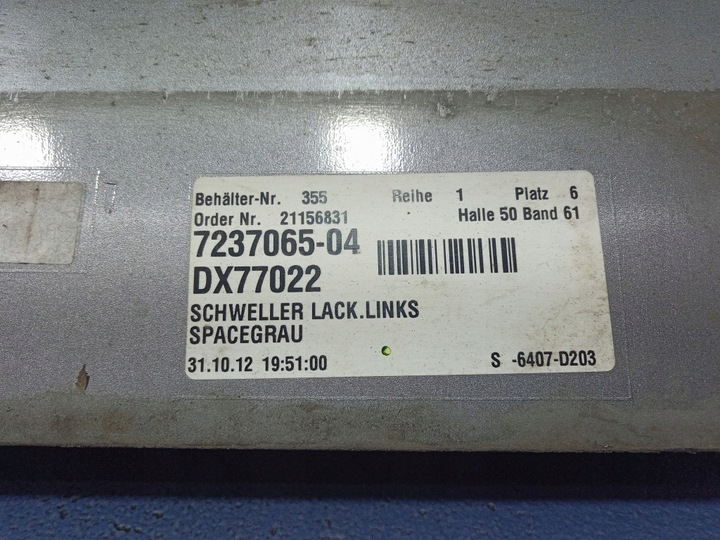 Behälter-Nr. 355 Reihe 1 Platz 6
Order Nr. 21156831 Halle 50 Band 61
7237065-04
DX77022
SCHWELLER LACK.LINKS
SPACEGRAU
31.10.12 19:51:00 S -6407-D203